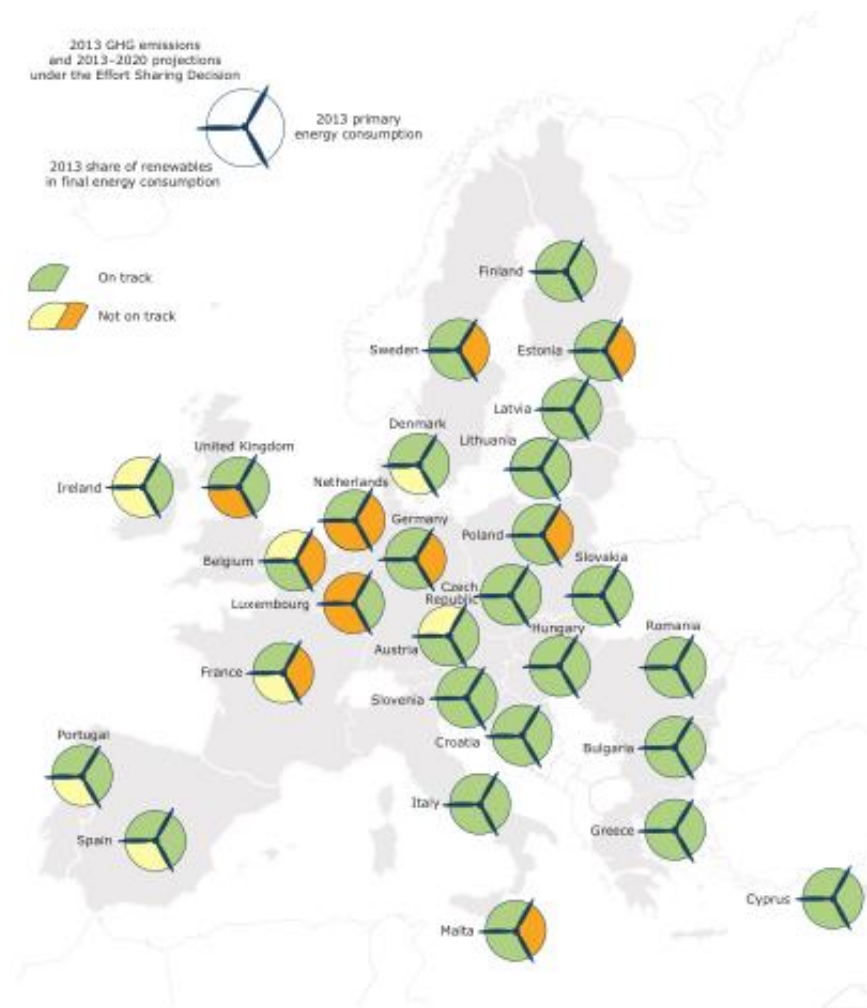 2013 GHG emissions
and 2013–2020 projections
under the Effort Sharing Decision
2013 primary
energy consumption
2013 share of renewables
in final energy consumption
On track
Not on track
Finland
Sweden
Estonia
Latvia
Denmark
Lithuania
United Kingdom
Ireland
Netherlands
Germany
Poland
Belgium
Slovakia
Czech
Republic
Luxembourg
Hungary
Romania
Austria
France
Slovenia
Portugal
Croatia
Bulgaria
Italy
Greece
Spain
Cyprus
Malta